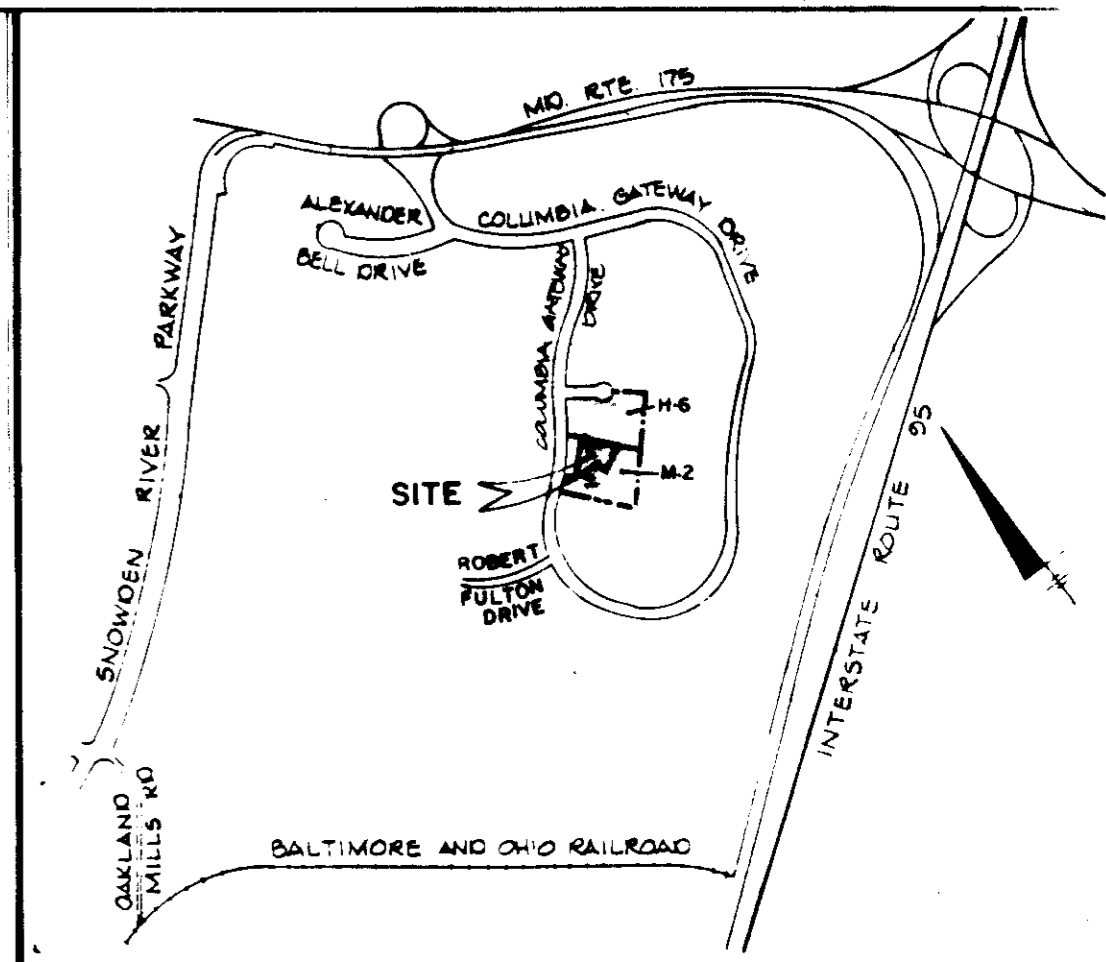 MD. RTE. 175
ALEXANDER
BELL DRIVE
COLUMBIA GATEWAY DRIVE
COLUMBIA GATEWAY
DRIVE
SNOWDEN RIVER PARKWAY
H-6
M-2
SITE
ROBERT
FULTON
DRIVE
INTERSTATE ROUTE 95
OAKLAND
MILLS RD
BALTIMORE AND OHIO RAILROAD